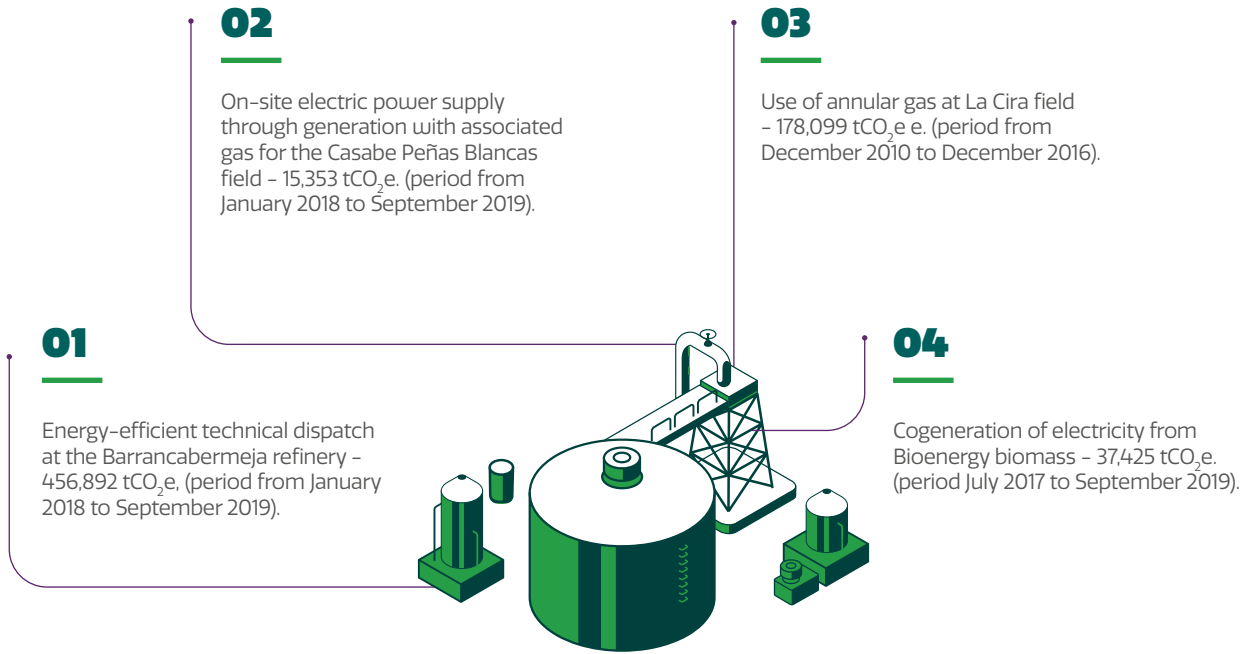 01
Energy-efficient technical dispatch
at the Barrancabermeja refinery -
456,892 tCO₂e, (period from January
2018 to September 2019).
02
On-site electric power supply
through generation with associated
gas for the Casabe Peñas Blancas
field - 15,353 tCO₂e. (period from
January 2018 to September 2019).
03
Use of annular gas at La Cira field
- 178,099 tCO₂e e. (period from
December 2010 to December 2016).
04
Cogeneration of electricity from
Bioenergy biomass - 37,425 tCO₂e.
(period July 2017 to September 2019).